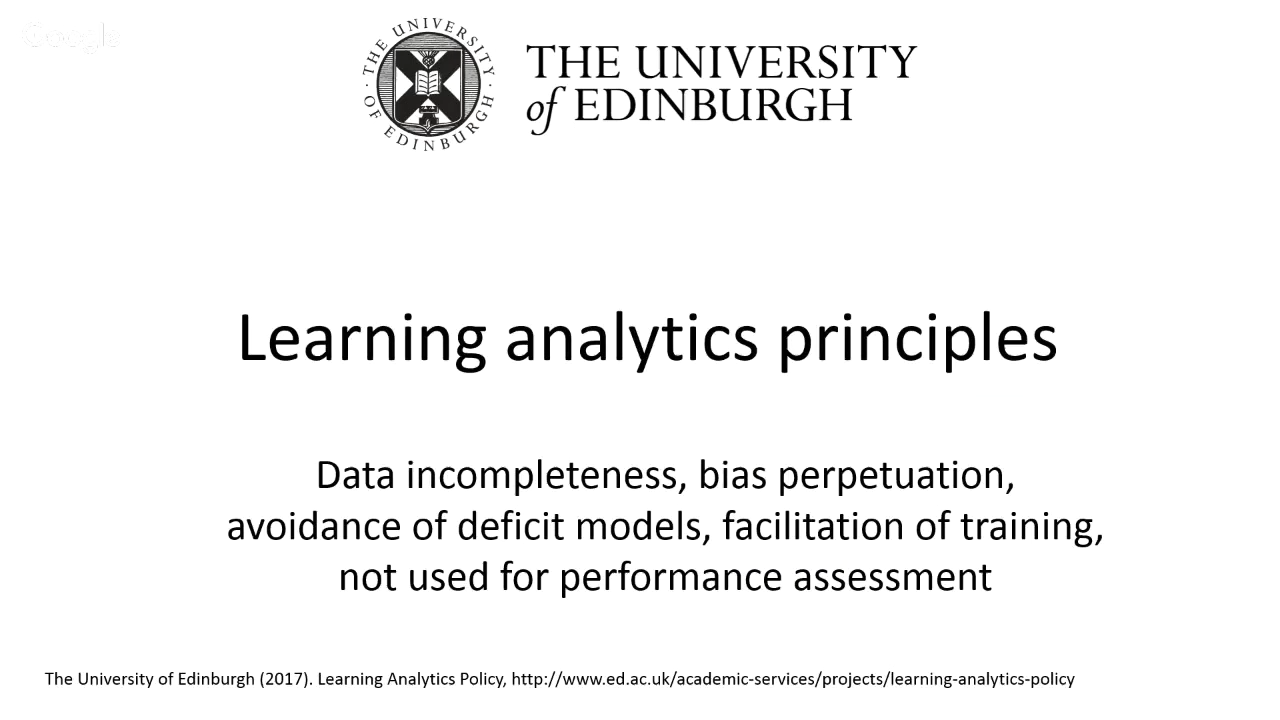 Google
THE UNIVERSITY OF EDINBURGH
THE UNIVERSITY
of EDINBURGH
Learning analytics principles
Data incompleteness, bias perpetuation,
avoidance of deficit models, facilitation of training,
not used for performance assessment
The University of Edinburgh (2017). Learning Analytics Policy, http://www.ed.ac.uk/academic-services/projects/learning-analytics-policy